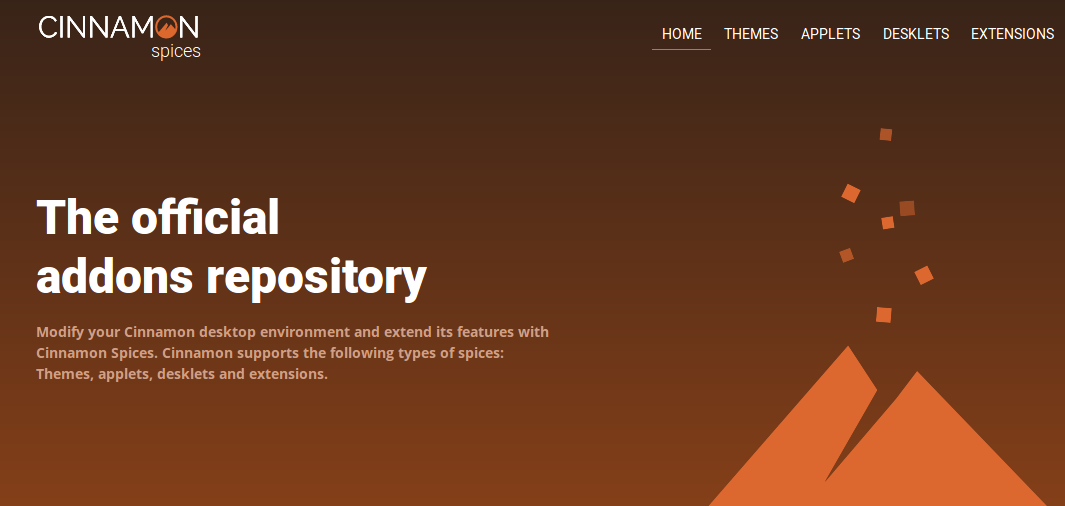 CINNAMON
spices
HOME THEMES APPLETS DESKLETS EXTENSIONS
The official
addons repository
Modify your Cinnamon desktop environment and extend its features with
Cinnamon Spices. Cinnamon supports the following types of spices:
Themes, applets, desklets and extensions.